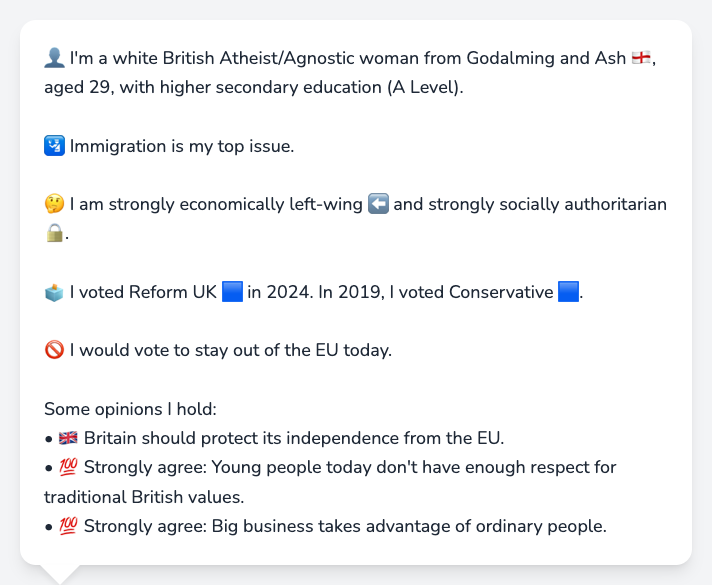 👤 I'm a white British Atheist/Agnostic woman from Godalming and Ash 🏴󠁧󠁢󠁥󠁮󠁧󠁿,
aged 29, with higher secondary education (A Level).
🛂 Immigration is my top issue.
🤔 I am strongly economically left-wing ⬅️ and strongly socially authoritarian
🔒.
🗳️ I voted Reform UK 🟦 in 2024. In 2019, I voted Conservative 🟦.
🚫 I would vote to stay out of the EU today.
Some opinions I hold:
• 🇬🇧 Britain should protect its independence from the EU.
• 💯 Strongly agree: Young people today don't have enough respect for
traditional British values.
• 💯 Strongly agree: Big business takes advantage of ordinary people.